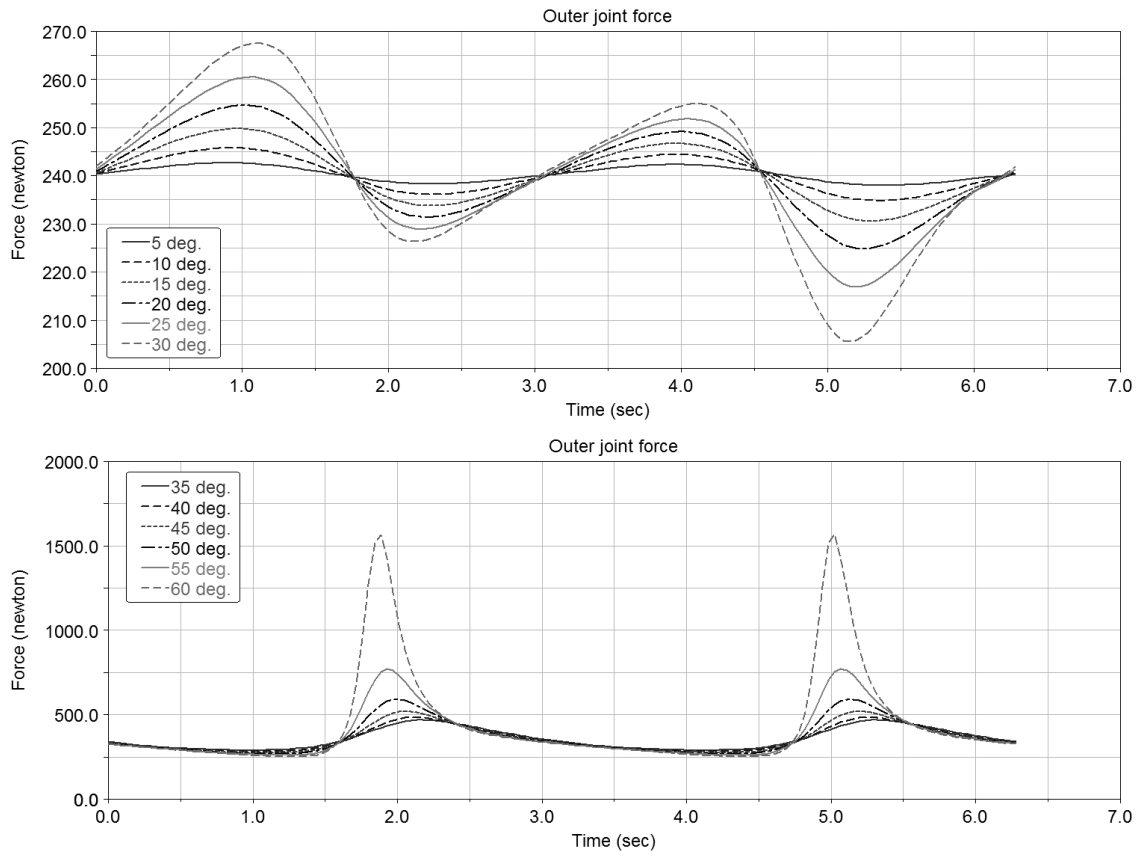 Outer joint force
270.0
260.0
250.0
240.0
230.0
220.0
210.0
200.0
Force (newton)
5 deg.
10 deg.
15 deg.
20 deg.
25 deg.
30 deg.
0.0 1.0 2.0 3.0 4.0 5.0 6.0 7.0
Time (sec)
Outer joint force
2000.0
1500.0
1000.0
500.0
0.0
Force (newton)
35 deg.
40 deg.
45 deg.
50 deg.
55 deg.
60 deg.
0.0 1.0 2.0 3.0 4.0 5.0 6.0 7.0
Time (sec)